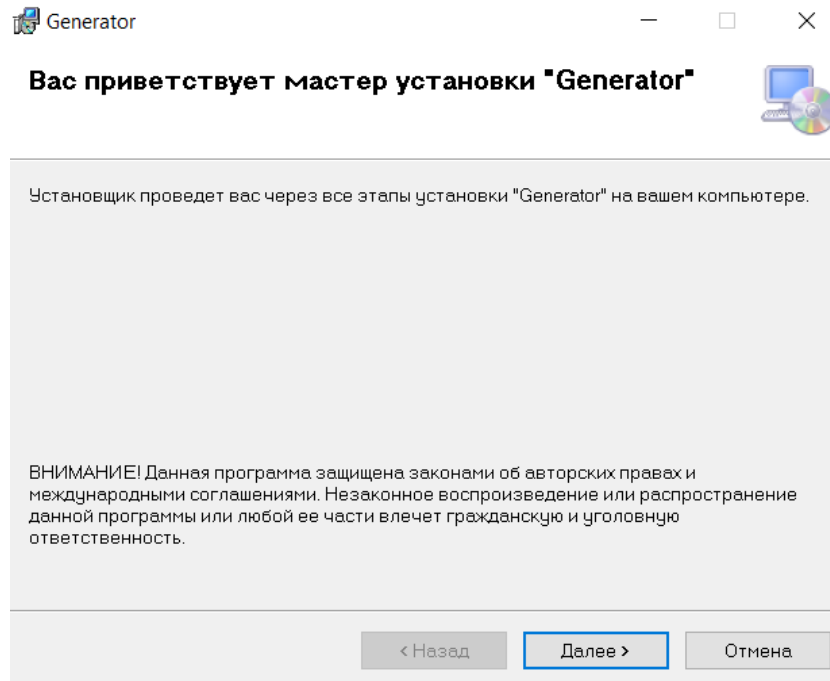 Generator
Вас приветствует мастер установки "Generator"
Установщик проведет вас через все этапы установки "Generator" на вашем компьютере.
ВНИМАНИЕ! Данная программа защищена законами об авторских правах и
международными соглашениями. Незаконное воспроизведение или распространение
данной программы или любой ее части влечет гражданскую и уголовную
ответственность.
< Назад
Далее >
Отмена